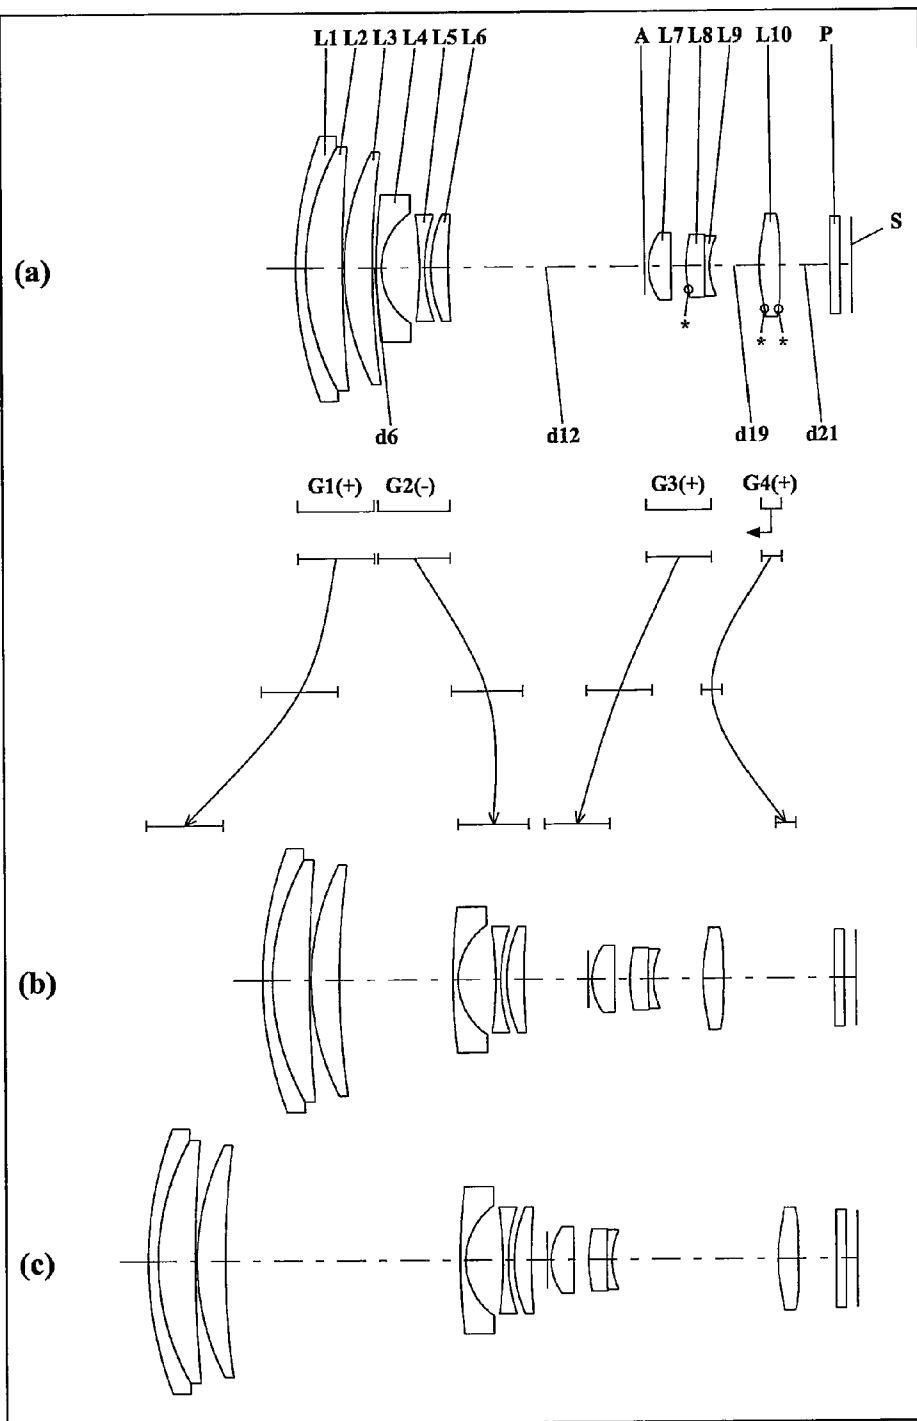 L1 L2 L3 L4 L5 L6 A L7 L8 L9 L10 P
S
(a)
* * *
d6 d12 d19 d21
G1(+) G2(-) G3(+) G4(+)
(b)
(c)